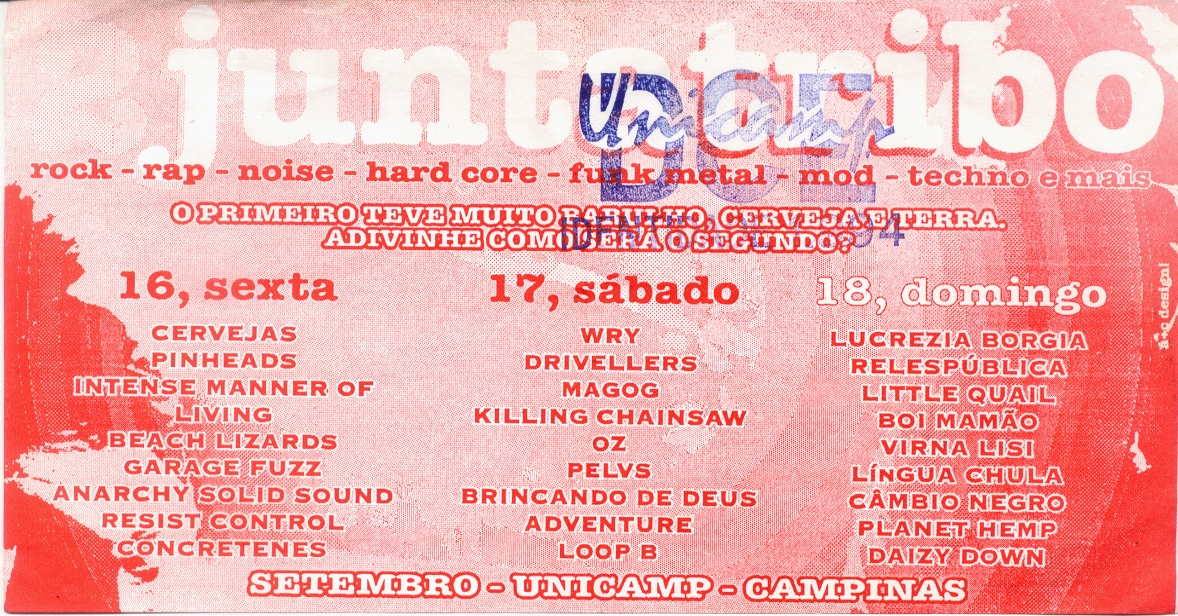 2 juntatribo
Unicamp
DCE
rock - rap - noise - hard core - funk metal - mod - techno e mais
O PRIMEIRO TEVE MUITO BARULHO, CERVEJA E TERRA.
ADIVINHE COMO SERÁ O SEGUNDO?
94
16, sexta
CERVEJAS
PINHEADS
INTENSE MANNER OF
LIVING
BEACH LIZARDS
GARAGE FUZZ
ANARCHY SOLID SOUND
RESIST CONTROL
CONCRETENES
17, sábado
WRY
DRIVELLERS
MAGOG
KILLING CHAINSAW
OZ
PELVS
BRINCANDO DE DEUS
ADVENTURE
LOOP B
18, domingo
LUCREZIA BORGIA
RELESPÚBLICA
LITTLE QUAIL
BOI MAMÃO
VIRNA LISI
LÍNGUA CHULA
CÂMBIO NEGRO
PLANET HEMP
DAIZY DOWN
a+c design!
SETEMBRO - UNICAMP - CAMPINAS